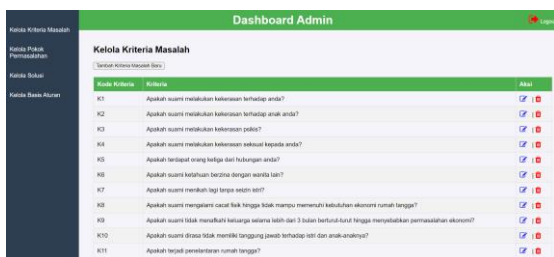 Dashboard Admin
Logout
Kelola Kriteria Masalah
Kelola Pokok
Permasalahan
Kelola Solusi
Kelola Basis Aturan
Kelola Kriteria Masalah
Tambah Kriteria Masalah Baru
Kode Kriteria Kriteria Aksi
K1 Apakah suami melakukan kekerasan terhadap anda? |
K2 Apakah suami melakukan kekerasan terhadap anak anda? |
K3 Apakah suami melakukan kekerasan psikis? |
K4 Apakah suami melakukan kekerasan seksual kepada anda? |
K5 Apakah terdapat orang ketiga dari hubungan anda? |
K6 Apakah suami ketahuan berzina dengan wanita lain? |
K7 Apakah suami menikah lagi tanpa seizin istri? |
K8 Apakah suami mengalami cacat fisik hingga tidak mampu memenuhi kebutuhan ekonomi rumah tangga? |
K9 Apakah suami tidak menafkahi keluarga selama lebih dari 3 bulan berturut-turut hingga menyebabkan permasalahan ekonomi? |
K10 Apakah suami dirasa tidak memiliki tanggung jawab terhadap istri dan anak-anaknya? |
K11 Apakah terjadi penelantaran rumah tangga? |